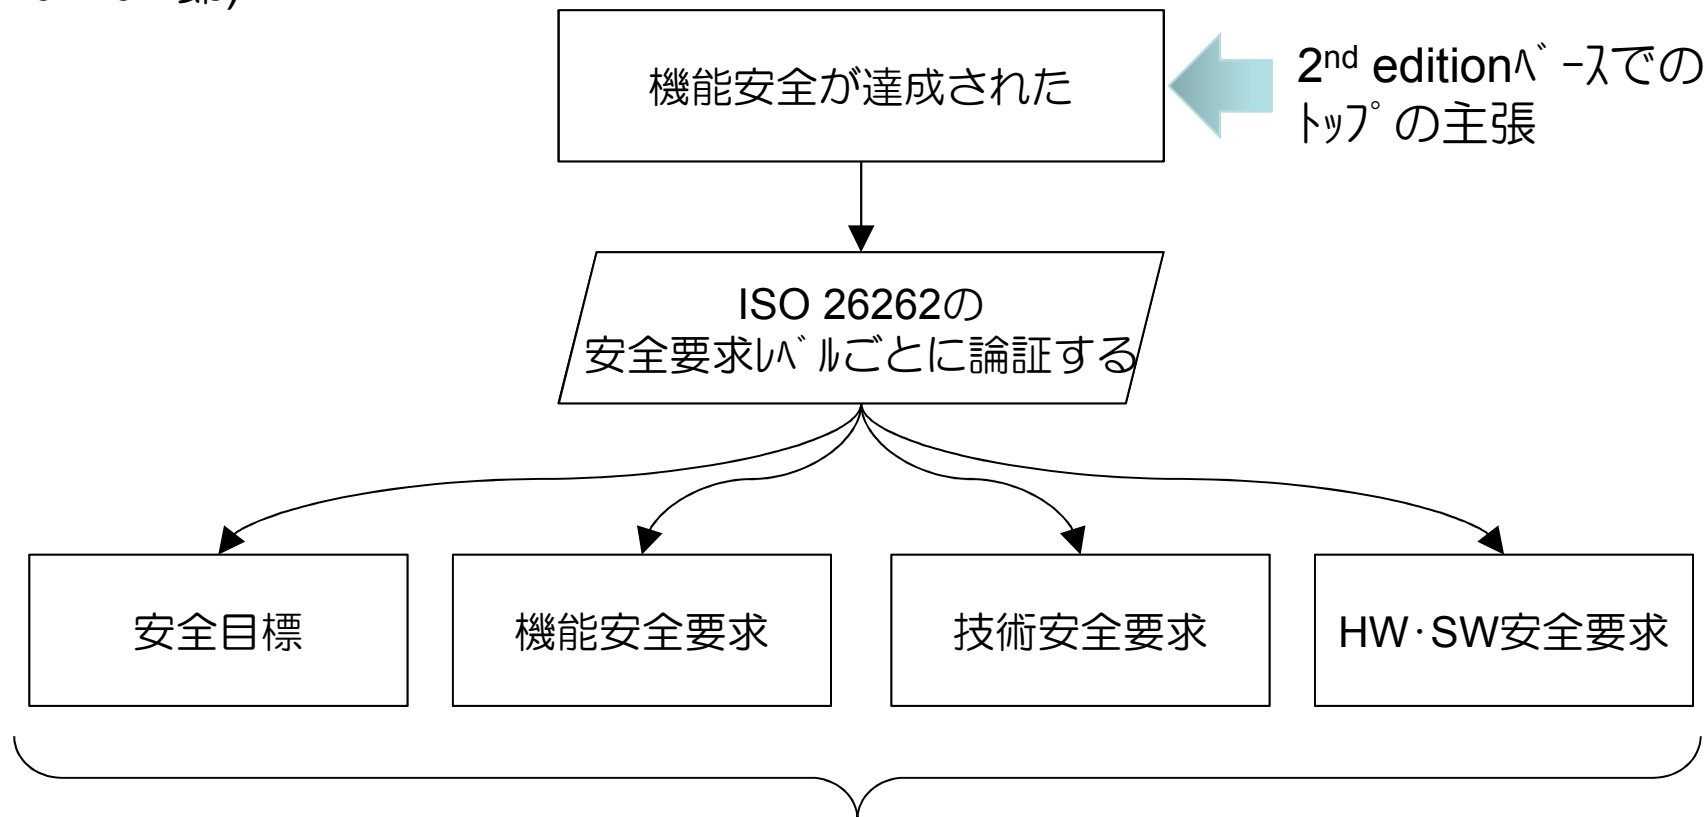 機能安全が達成された
2nd editionﾍﾞｰｽでの
ﾄｯﾌﾟの主張
ISO 26262の
安全要求ﾚﾍﾞﾙごとに論証する
安全目標
機能安全要求
技術安全要求
HW･SW安全要求